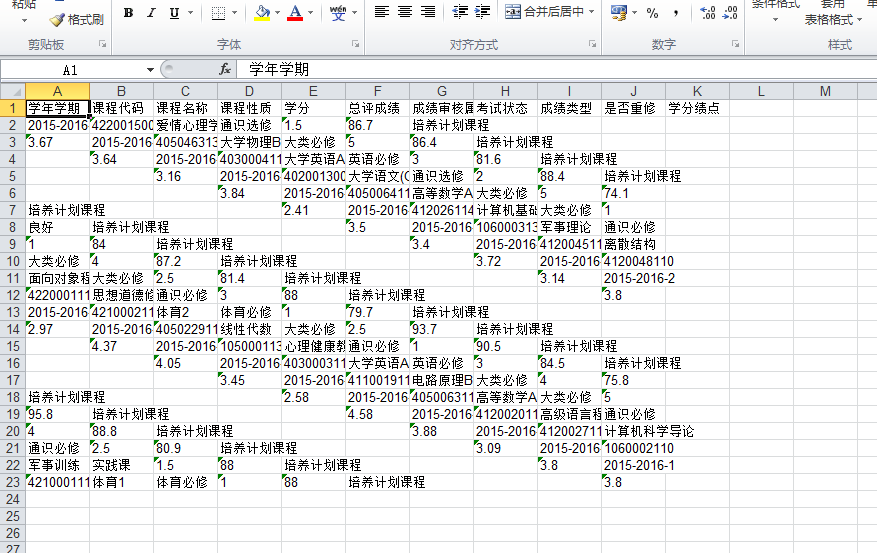 粘贴 格式刷 B I U A 文 合并后居中 % , .00 条件格式 套用表格格式
剪贴板 字体 对齐方式 数字 样式
A1 fx 学年学期
A B C D E F G H I J K L M
1 学年学期 课程代码 课程名称 课程性质 学分 总评成绩 成绩审核 考试状态 成绩类型 是否重修 学分绩点
2 2015-2016 422001500 爱情心理学 通识选修 1.5 86.7 培养计划课程
3 3.67 2015-2016 405046313 大学物理B 大类必修 5 86.4 培养计划课程
4 3.64 2015-2016 403000411 大学英语A 英语必修 3 81.6 培养计划课程
5 3.16 2015-2016 402001300 大学语文(C 通识选修 2 88.4 培养计划课程
6 3.84 2015-2016 405006411 高等数学A 大类必修 5 74.1
7 培养计划课程 2.41 2015-2016 412026114 计算机基础 大类必修 1
8 良好 培养计划课程 3.5 2015-2016 106000313 军事理论 通识必修
9 1 84 培养计划课程 3.4 2015-2016 412004511 离散结构
10 大类必修 4 87.2 培养计划课程 3.72 2015-2016 4120048110
11 面向对象程 大类必修 2.5 81.4 培养计划课程 3.14 2015-2016-2
12 422000111 思想道德修 通识必修 3 88 培养计划课程 3.8
13 2015-2016 421000211 体育2 体育必修 1 79.7 培养计划课程
14 2.97 2015-2016 405022911 线性代数 大类必修 2.5 93.7 培养计划课程
15 4.37 2015-2016 105000113 心理健康教 通识必修 1 90.5 培养计划课程
16 4.05 2015-2016 403000311 大学英语A 英语必修 3 84.5 培养计划课程
17 3.45 2015-2016 411001911 电路原理B 大类必修 4 75.8
18 培养计划课程 2.58 2015-2016 405006311 高等数学A 大类必修 5
19 95.8 培养计划课程 4.58 2015-2016 412002011 高级语言程 通识必修
20 4 88.8 培养计划课程 3.88 2015-2016 412002711 计算机科学导论
21 通识必修 2.5 80.9 培养计划课程 3.09 2015-2016 1060002110
22 军事训练 实践课 1.5 88 培养计划课程 3.8 2015-2016-1
23 421000111 体育1 体育必修 1 88 培养计划课程 3.8
24
25
26
27